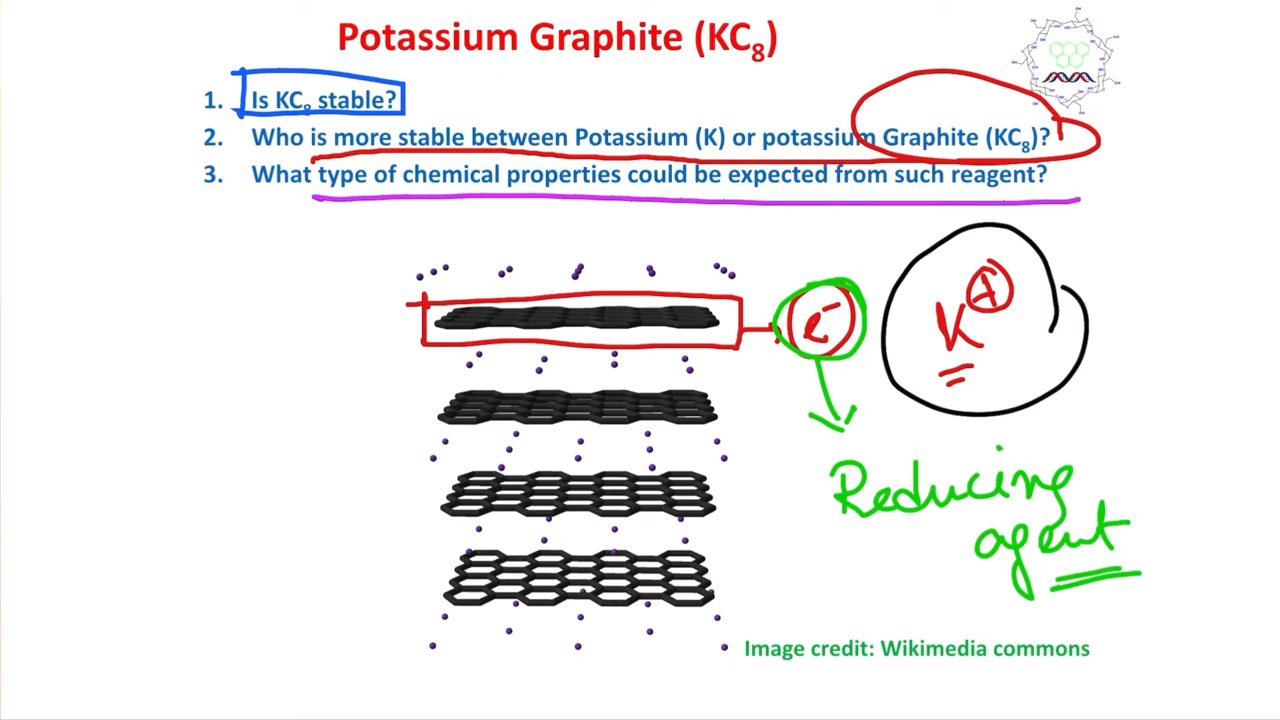 Potassium Graphite (KC₈)
1. Is KC₈ stable?
2. Who is more stable between Potassium (K) or potassium Graphite (KC₈)?
3. What type of chemical properties could be expected from such reagent?
e⁻
K⁺
Reducing
agent
Image credit: Wikimedia commons